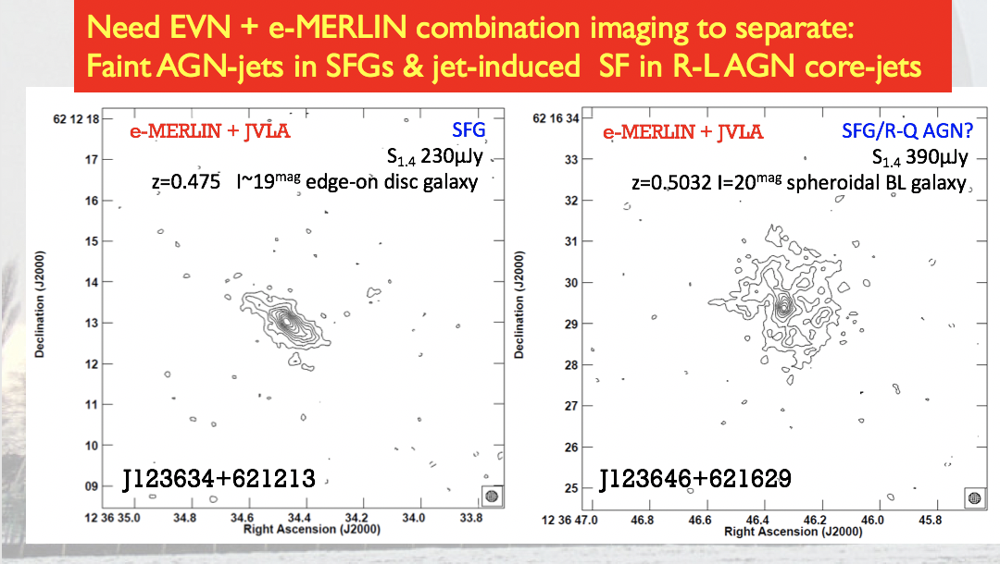 Need EVN + e-MERLIN combination imaging to separate:
Faint AGN-jets in SFGs & jet-induced SF in R-L AGN core-jets
e-MERLIN + JVLA
SFG
S1.4 230μJy
z=0.475 I~19mag edge-on disc galaxy
62 12 18
17
16
15
14
13
12
11
10
09
Declination (J2000)
J123634+621213
12 36 35.0
34.8
34.6
34.4
34.2
34.0
33.8
Right Ascension (J2000)
e-MERLIN + JVLA
SFG/R-Q AGN?
S1.4 390μJy
z=0.5032 I=20mag spheroidal BL galaxy
62 16 34
33
32
31
30
29
28
27
26
25
Declination (J2000)
J123646+621629
12 36 47.0
46.8
46.6
46.4
46.2
46.0
45.8
Right Ascension (J2000)